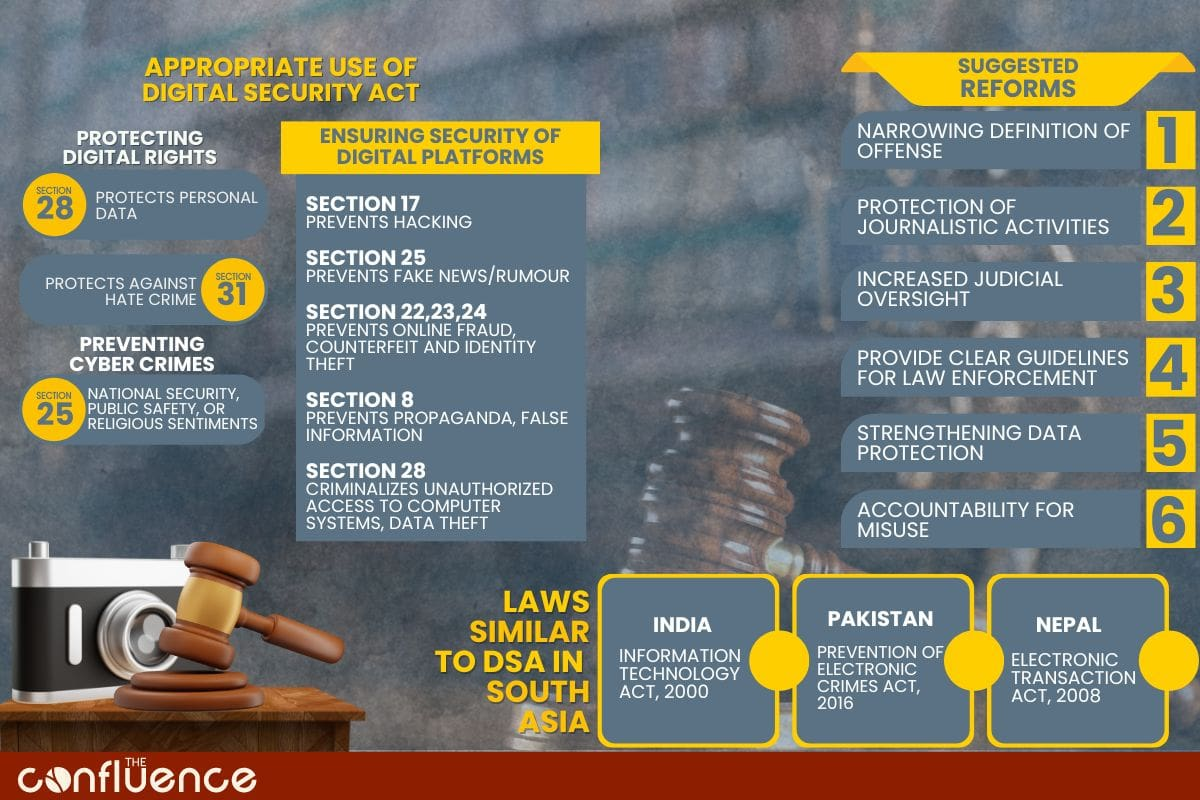 APPROPRIATE USE OF
DIGITAL SECURITY ACT
PROTECTING
DIGITAL RIGHTS
SECTION
28
PROTECTS PERSONAL
DATA
PROTECTS AGAINST
HATE CRIME
SECTION
31
PREVENTING
CYBER CRIMES
SECTION
25
NATIONAL SECURITY,
PUBLIC SAFETY, OR
RELIGIOUS SENTIMENTS
ENSURING SECURITY OF
DIGITAL PLATFORMS
SECTION 17
PREVENTS HACKING
SECTION 25
PREVENTS FAKE NEWS/RUMOUR
SECTION 22,23,24
PREVENTS ONLINE FRAUD,
COUNTERFEIT AND IDENTITY
THEFT
SECTION 8
PREVENTS PROPAGANDA, FALSE
INFORMATION
SECTION 28
CRIMINALIZES UNAUTHORIZED
ACCESS TO COMPUTER
SYSTEMS, DATA THEFT
SUGGESTED
REFORMS
NARROWING DEFINITION OF
OFFENSE
1
PROTECTION OF
JOURNALISTIC ACTIVITIES
2
INCREASED JUDICIAL
OVERSIGHT
3
PROVIDE CLEAR GUIDELINES
FOR LAW ENFORCEMENT
4
STRENGTHENING DATA
PROTECTION
5
ACCOUNTABILITY FOR
MISUSE
6
LAWS
SIMILAR
TO DSA IN
SOUTH
ASIA
INDIA
INFORMATION
TECHNOLOGY
ACT, 2000
PAKISTAN
PREVENTION OF
ELECTRONIC
CRIMES ACT,
2016
NEPAL
ELECTRONIC
TRANSACTION
ACT, 2008
THE
confluence